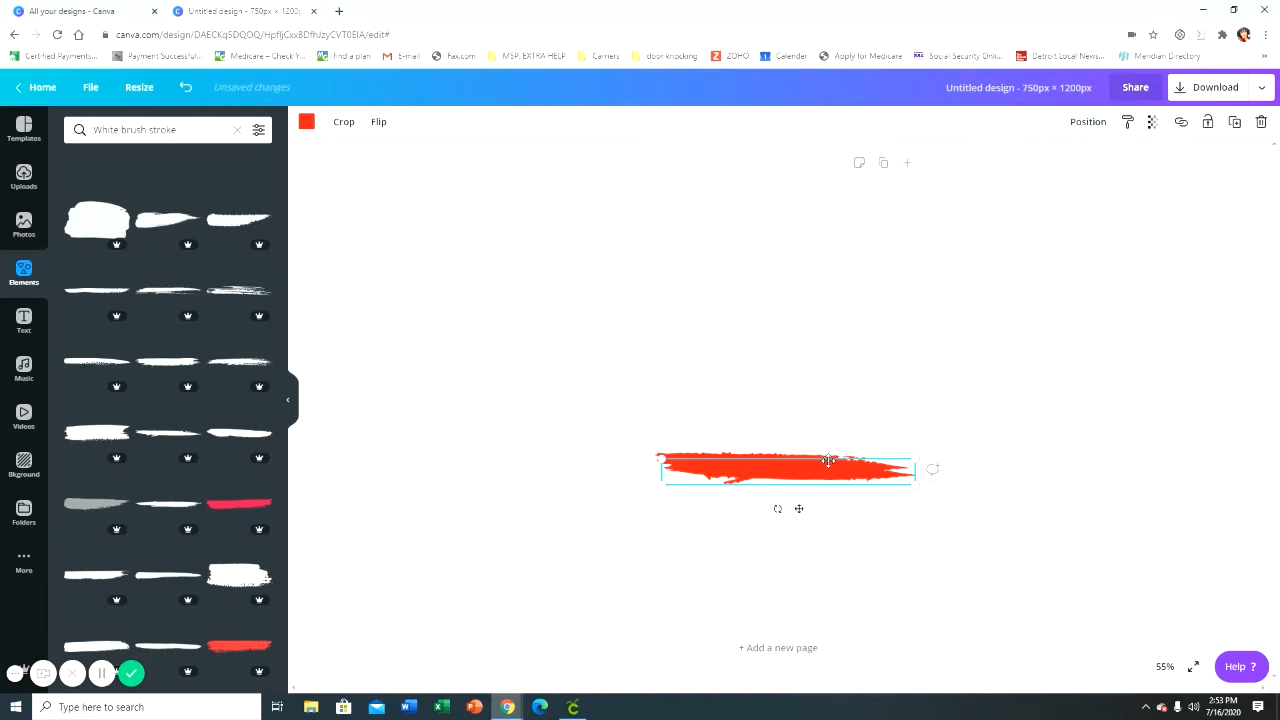 All your designs - Canva
Untitled design - 750px × 1200p
canva.com/design/
Certified Payments...
Payment Successful...
Medicare – Check Y...
find a plan
E-mail
Fax.com
MSP. EXTRA HELP
Carriers
door knocking
ZOHO
Calender
Apply for Medicare
Social Security Onli...
Detroit Local News...
Meridian Directory
Home
File
Resize
Unsaved changes
Untitled design - 750px × 1200px
Share
Download
Templates
White brush stroke
Crop
Flip
Position
Uploads
Photos
Elements
Text
Music
Videos
Bkground
Folders
More
+ Add a new page
55%
Help ?
Type here to search
2:53 PM
7/16/2020